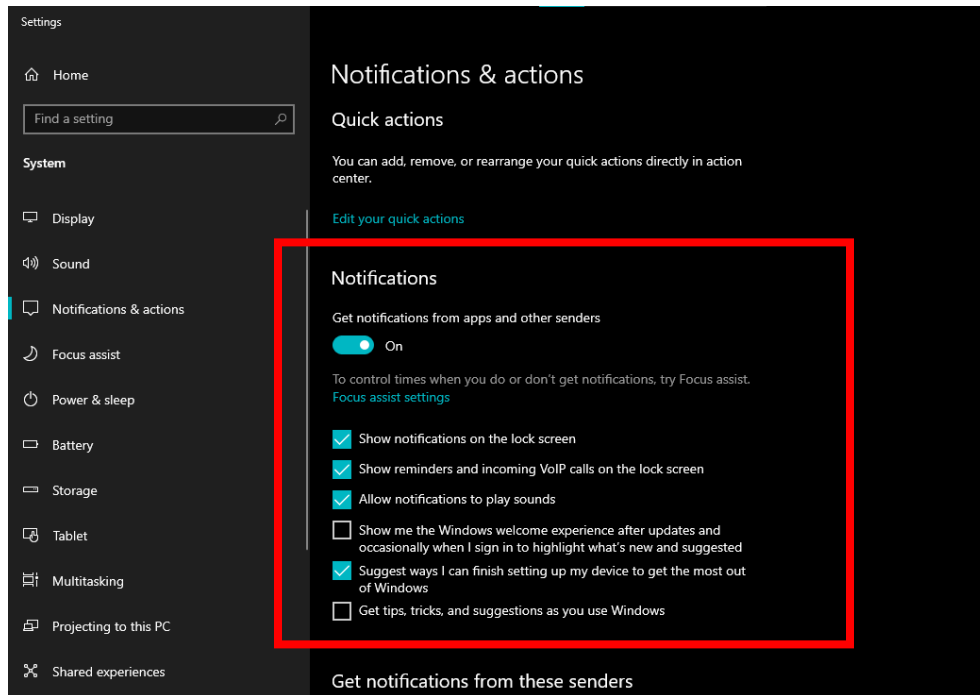 Settings
Home
Find a setting
System
Display
Sound
Notifications & actions
Focus assist
Power & sleep
Battery
Storage
Tablet
Multitasking
Projecting to this PC
Shared experiences
Notifications & actions
Quick actions
You can add, remove, or rearrange your quick actions directly in action
center.
Edit your quick actions
Notifications
Get notifications from apps and other senders
On
To control times when you do or don't get notifications, try Focus assist.
Focus assist settings
Show notifications on the lock screen
Show reminders and incoming VoIP calls on the lock screen
Allow notifications to play sounds
Show me the Windows welcome experience after updates and
occasionally when I sign in to highlight what's new and suggested
Suggest ways I can finish setting up my device to get the most out
of Windows
Get tips, tricks, and suggestions as you use Windows
Get notifications from these senders